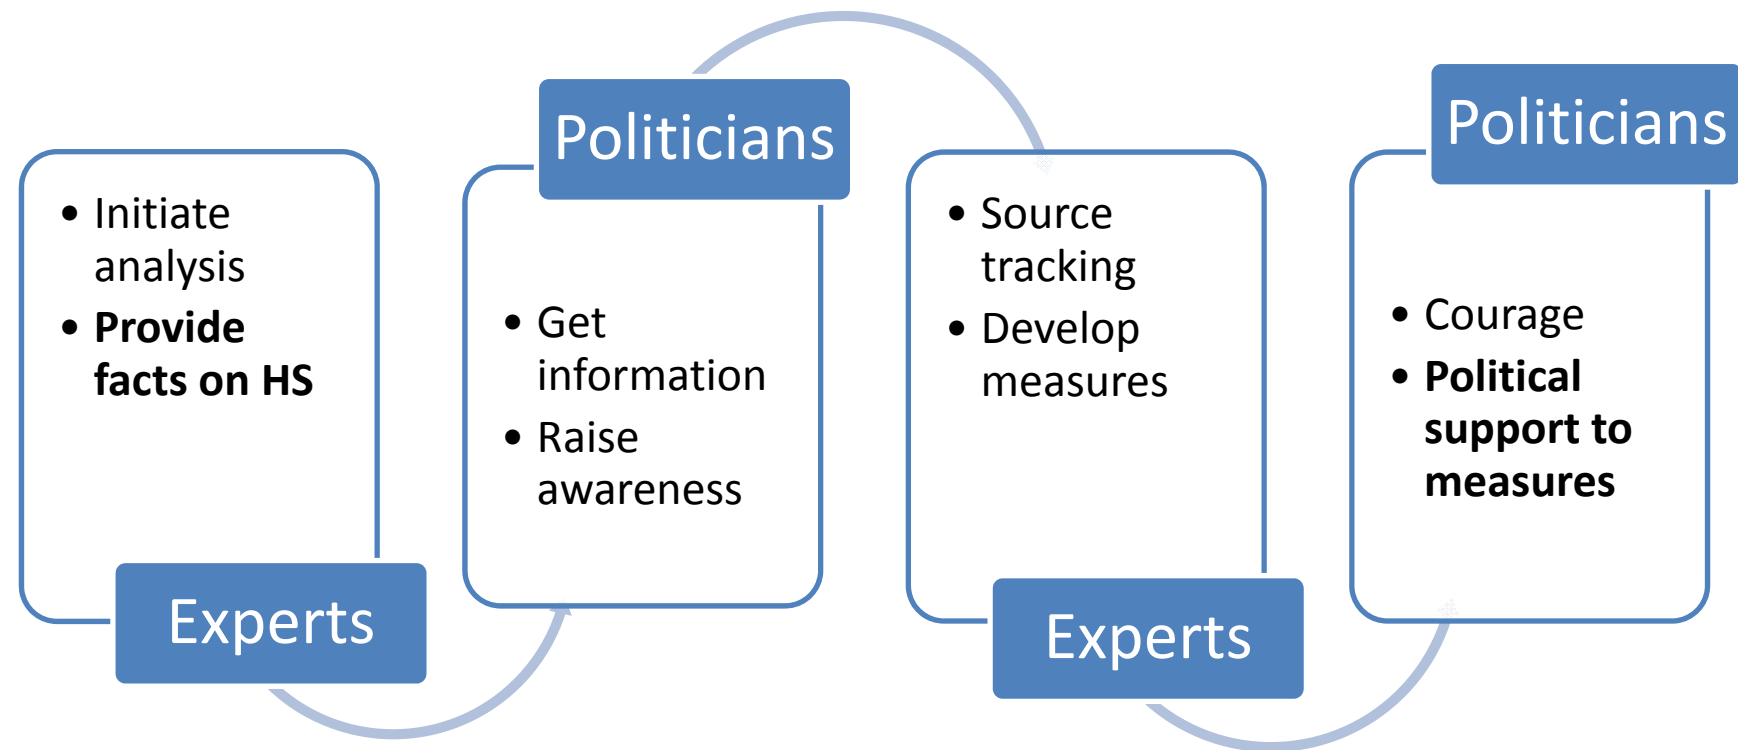 • Initiate
analysis
• Provide
facts on HS
Experts
Politicians
• Get
information
• Raise
awareness
• Source
tracking
• Develop
measures
Experts
Politicians
• Courage
• Political
support to
measures